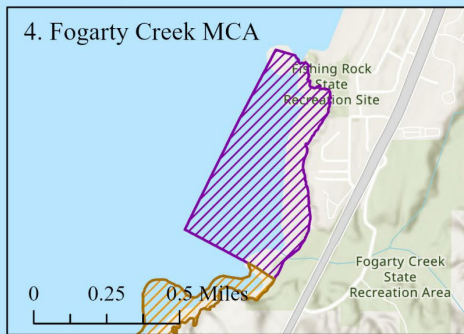 4. Fogarty Creek MCA
Fishing Rock
State
Recreation Site
Fogarty Creek
State
Recreation Area
0 0.25 0.5 Miles